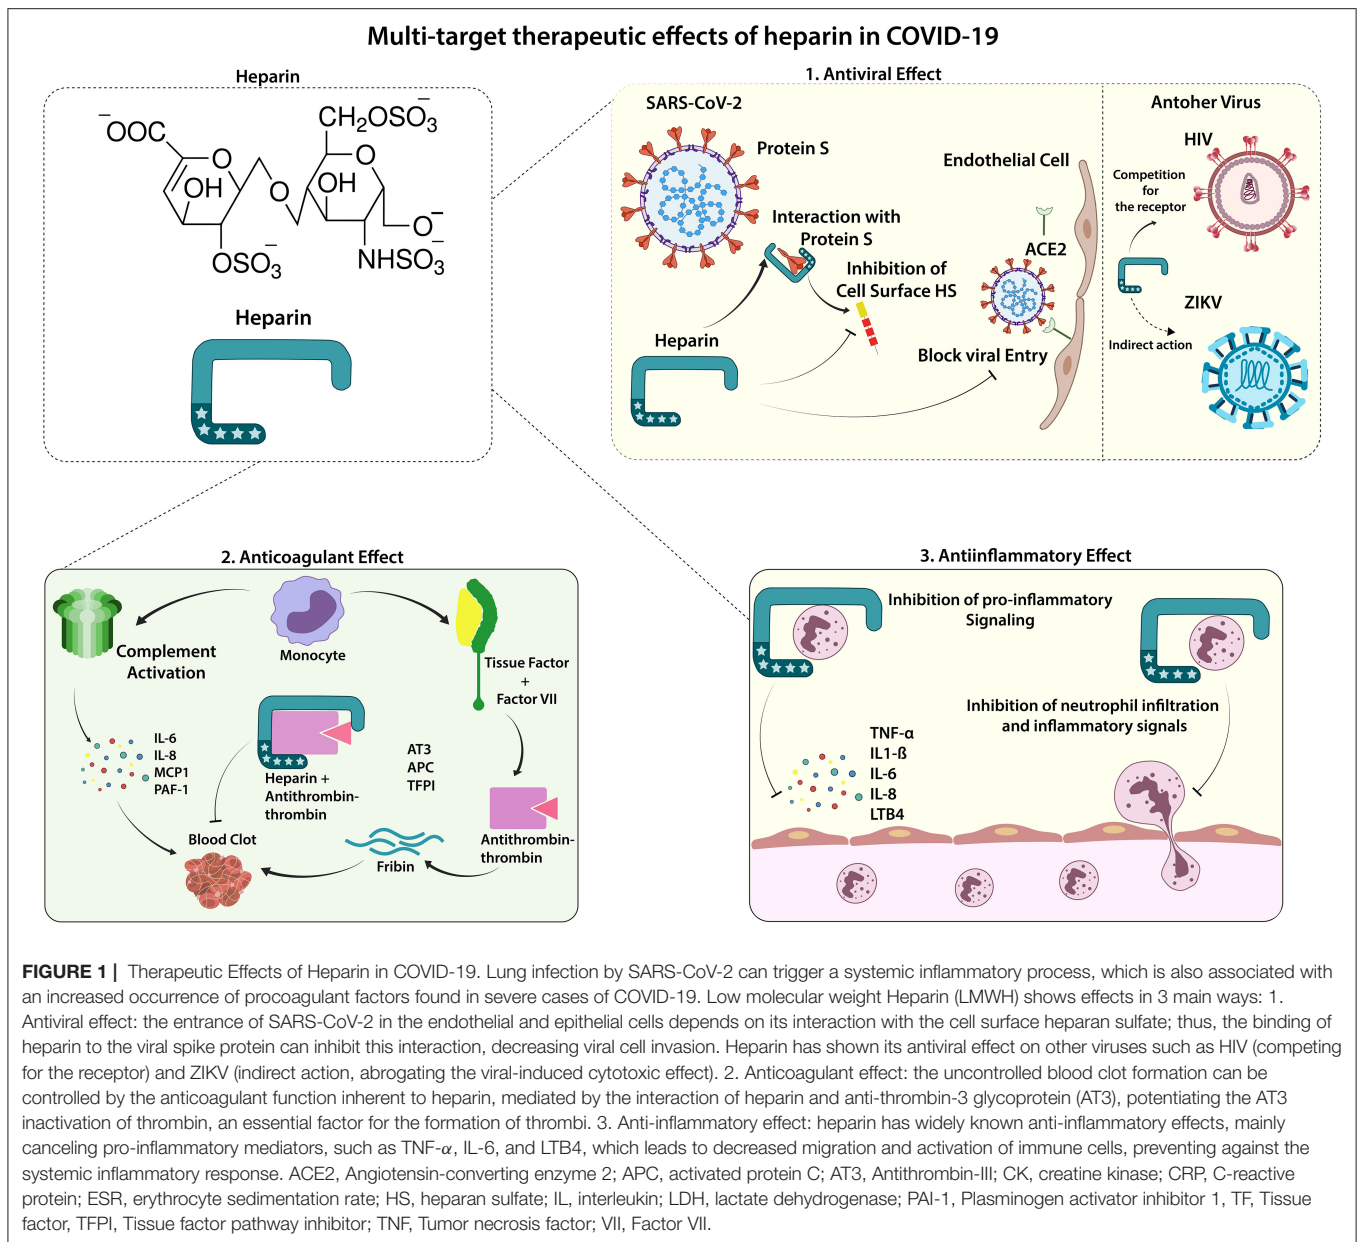 Multi-target therapeutic effects of heparin in COVID-19
Heparin
⁻OOC
O
OH
OSO₃⁻
O
CH₂OSO₃⁻
O
OH
O⁻
NHSO₃⁻
Heparin
1. Antiviral Effect
SARS-CoV-2
Protein S
Interaction with
Protein S
Inhibition of
Cell Surface HS
Heparin
Endothelial Cell
ACE2
Block viral Entry
Antoher Virus
HIV
Competition
for
the receptor
ZIKV
Indirect action
2. Anticoagulant Effect
Monocyte
Complement
Activation
Tissue Factor
+
Factor VII
IL-6
IL-8
MCP1
PAF-1
Heparin +
Antithrombin-
thrombin
AT3
APC
TFPI
Blood Clot
Fribin
Antithrombin-
thrombin
3. Antiinflammatory Effect
Inhibition of pro-inflammatory
Signaling
Inhibition of neutrophil infiltration
and inflammatory signals
TNF-α
IL1-ß
IL-6
IL-8
LTB4
FIGURE 1 | Therapeutic Effects of Heparin in COVID-19. Lung infection by SARS-CoV-2 can trigger a systemic inflammatory process, which is also associated with
an increased occurrence of procoagulant factors found in severe cases of COVID-19. Low molecular weight Heparin (LMWH) shows effects in 3 main ways: 1.
Antiviral effect: the entrance of SARS-CoV-2 in the endothelial and epithelial cells depends on its interaction with the cell surface heparan sulfate; thus, the binding of
heparin to the viral spike protein can inhibit this interaction, decreasing viral cell invasion. Heparin has shown its antiviral effect on other viruses such as HIV (competing
for the receptor) and ZIKV (indirect action, abrogating the viral-induced cytotoxic effect). 2. Anticoagulant effect: the uncontrolled blood clot formation can be
controlled by the anticoagulant function inherent to heparin, mediated by the interaction of heparin and anti-thrombin-3 glycoprotein (AT3), potentiating the AT3
inactivation of thrombin, an essential factor for the formation of thrombi. 3. Anti-inflammatory effect: heparin has widely known anti-inflammatory effects, mainly
canceling pro-inflammatory mediators, such as TNF-α, IL-6, and LTB4, which leads to decreased migration and activation of immune cells, preventing against the
systemic inflammatory response. ACE2, Angiotensin-converting enzyme 2; APC, activated protein C; AT3, Antithrombin-III; CK, creatine kinase; CRP, C-reactive
protein; ESR, erythrocyte sedimentation rate; HS, heparan sulfate; IL, interleukin; LDH, lactate dehydrogenase; PAI-1, Plasminogen activator inhibitor 1, TF, Tissue
factor, TFPI, Tissue factor pathway inhibitor; TNF, Tumor necrosis factor; VII, Factor VII.